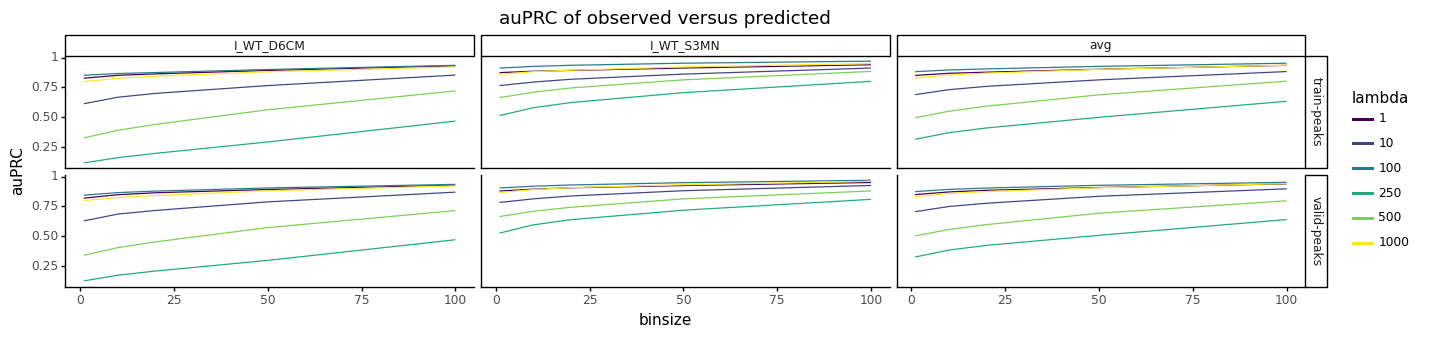 auPRC of observed versus predicted
I_WT_D6CM
I_WT_S3MN
avg
1
0.75
0.50
0.25
train-peaks
1
0.75
0.50
0.25
valid-peaks
auPRC
0 25 50 75 100
0 25 50 75 100
0 25 50 75 100
binsize
lambda
1
10
100
250
500
1000